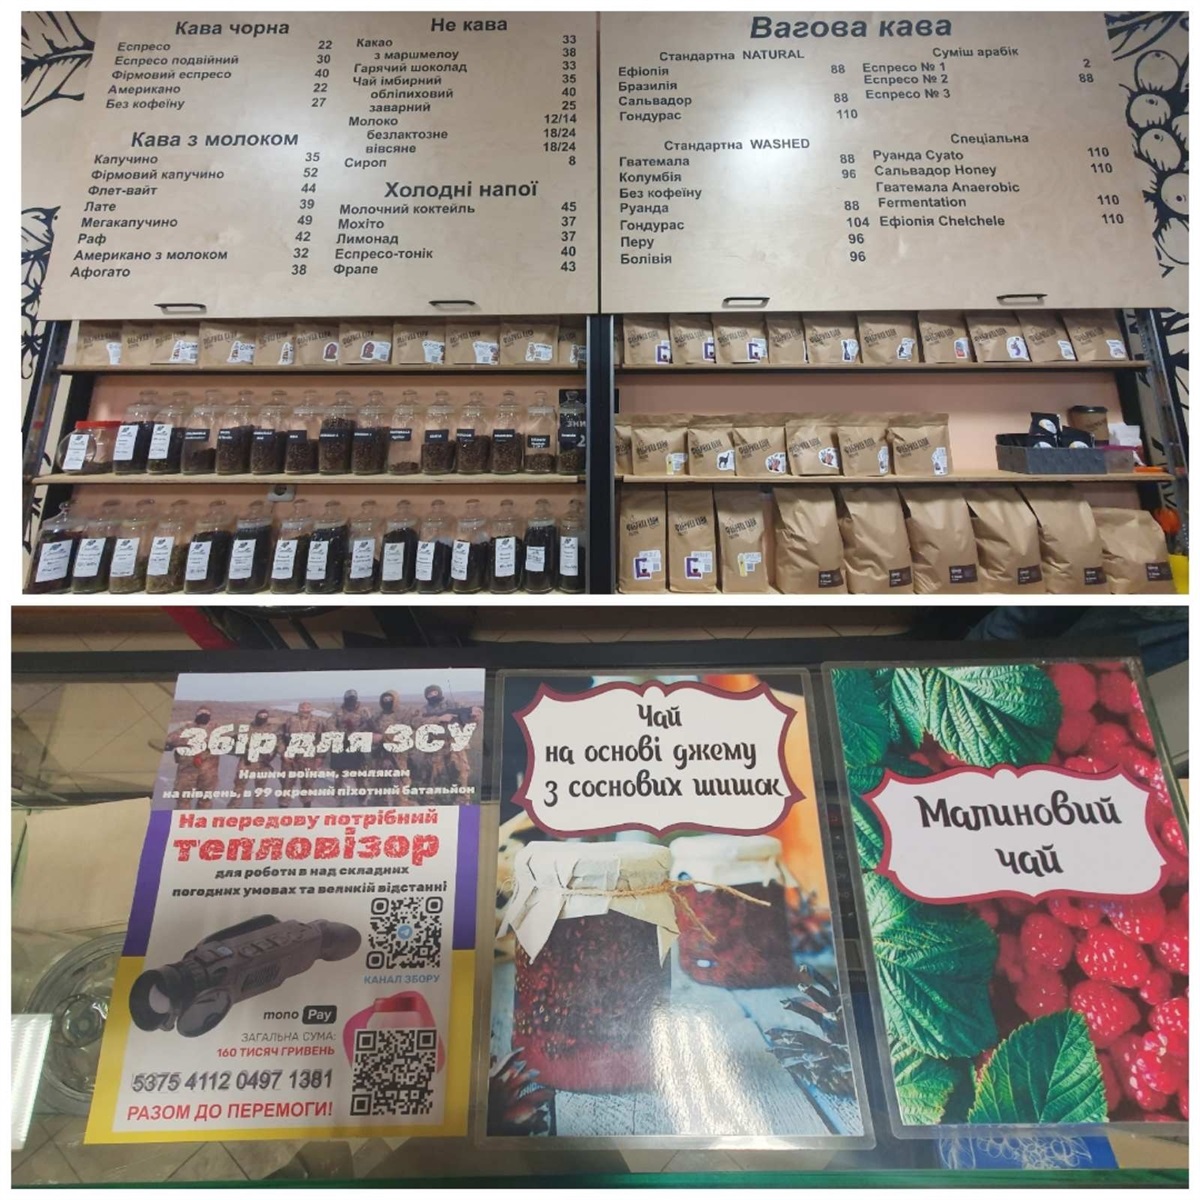 Кава чорна
Еспресо 22
Еспресо подвійний 30
Фірмовий еспресо 40
Американо 22
Без кофеїну 27
Кава з молоком
Капучино 35
Фірмовий капучино 52
Флет-вайт 44
Лате 39
Мегакапучино 49
Раф 42
Американо з молоком 32
Афогато 38
Не кава
Какао 33
з маршмелоу 38
Гарячий шоколад 33
Чай імбирний 35
обліпиховий 40
заварний 25
Молоко 12/14
безлактозне 18/24
вівсяне 18/24
Сироп 8
Холодні напої
Молочний коктейль 45
Мохіто 37
Лимонад 37
Еспресо-тонік 40
Фрапе 43
Вагова кава
Стандартна NATURAL
Ефіопія 88
Бразилія
Сальвадор 88
Гондурас 110
Стандартна WASHED
Гватемала 88
Колумбія 96
Без кофеїну
Руанда 88
Гондурас 104
Перу 96
Болівія 96
Суміш арабік
Еспресо № 1 2
Еспресо № 2 88
Еспресо № 3
Спеціальна
Руанда Cyato 110
Сальвадор Honey 110
Гватемала Anaerobic
Fermentation 110
Ефіопія Chelchele 110
Збір для ЗСУ
Нашим воїнам, землякам
на південь, в 99 окремий піхотний батальйон
На передову потрібний
тепловізор
для роботи в над складних
погодних умовах та великій відстанні
КАНАЛ ЗБОРУ
mono Pay
ЗАГАЛЬНА СУМА:
160 ТИСЯЧ ГРИВЕНЬ
5375 4112 0497 1381
РАЗОМ ДО ПЕРЕМОГИ!
Чай
на основі джему
з соснових шишок
Малиновий
чай